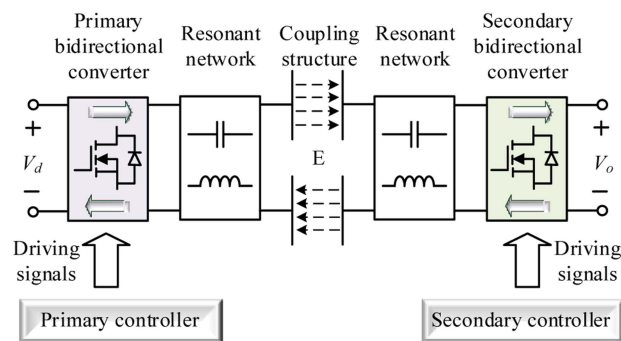 Primary
bidirectional
converter
Resonant
network
Coupling
structure
Resonant
network
Secondary
bidirectional
converter
+
V_d
−
E
+
V_o
−
Driving
signals
Driving
signals
Primary controller
Secondary controller